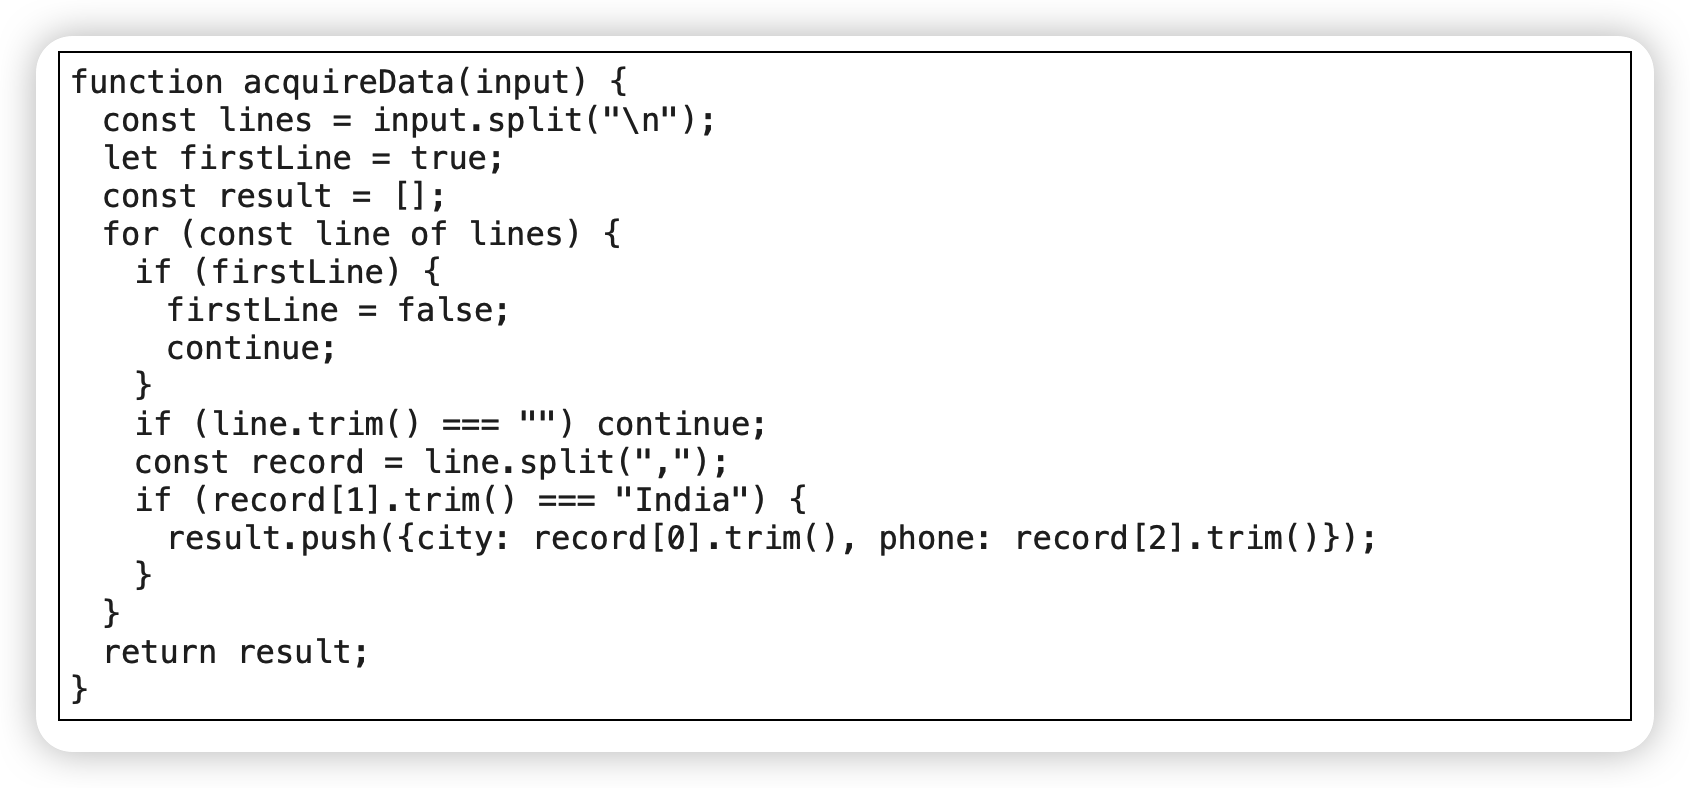 function acquireData(input) {
  const lines = input.split("\n");
  let firstLine = true;
  const result = [];
  for (const line of lines) {
    if (firstLine) {
      firstLine = false;
      continue;
    }
    if (line.trim() === "") continue;
    const record = line.split(",");
    if (record[1].trim() === "India") {
      result.push({city: record[0].trim(), phone: record[2].trim()});
    }
  }
  return result;
}